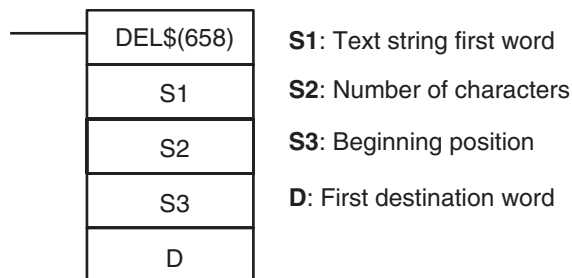 DEL$(658)
S1
S2
S3
D
S1: Text string first word
S2: Number of characters
S3: Beginning position
D: First destination word